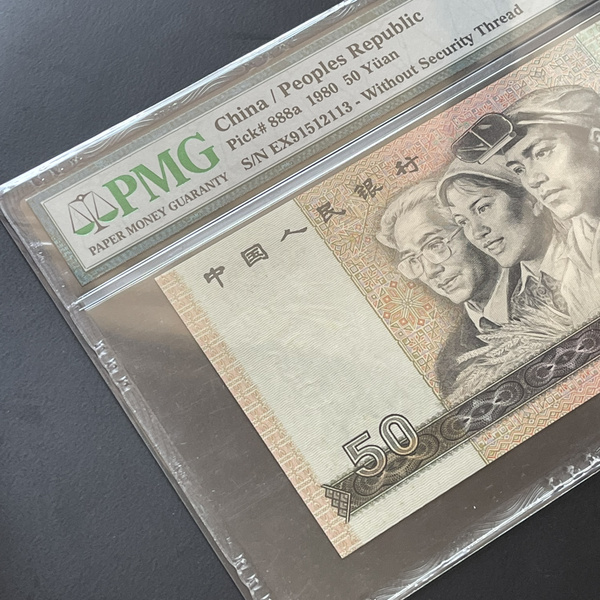 PMG
PAPER MONEY GUARANTY
China / Peoples Republic
Pick# 888a 1980 50 Yüan
S/N EX91512113 - Without Security Thread
中国人民银行
50